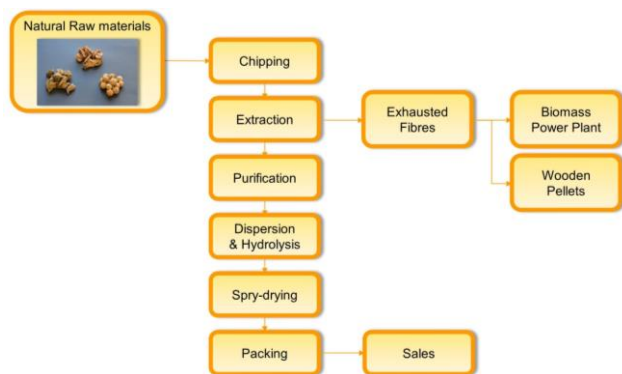 Natural Raw materials
Chipping
Extraction
Exhausted
Fibres
Biomass
Power Plant
Purification
Wooden
Pellets
Dispersion
& Hydrolysis
Spry-drying
Packing
Sales